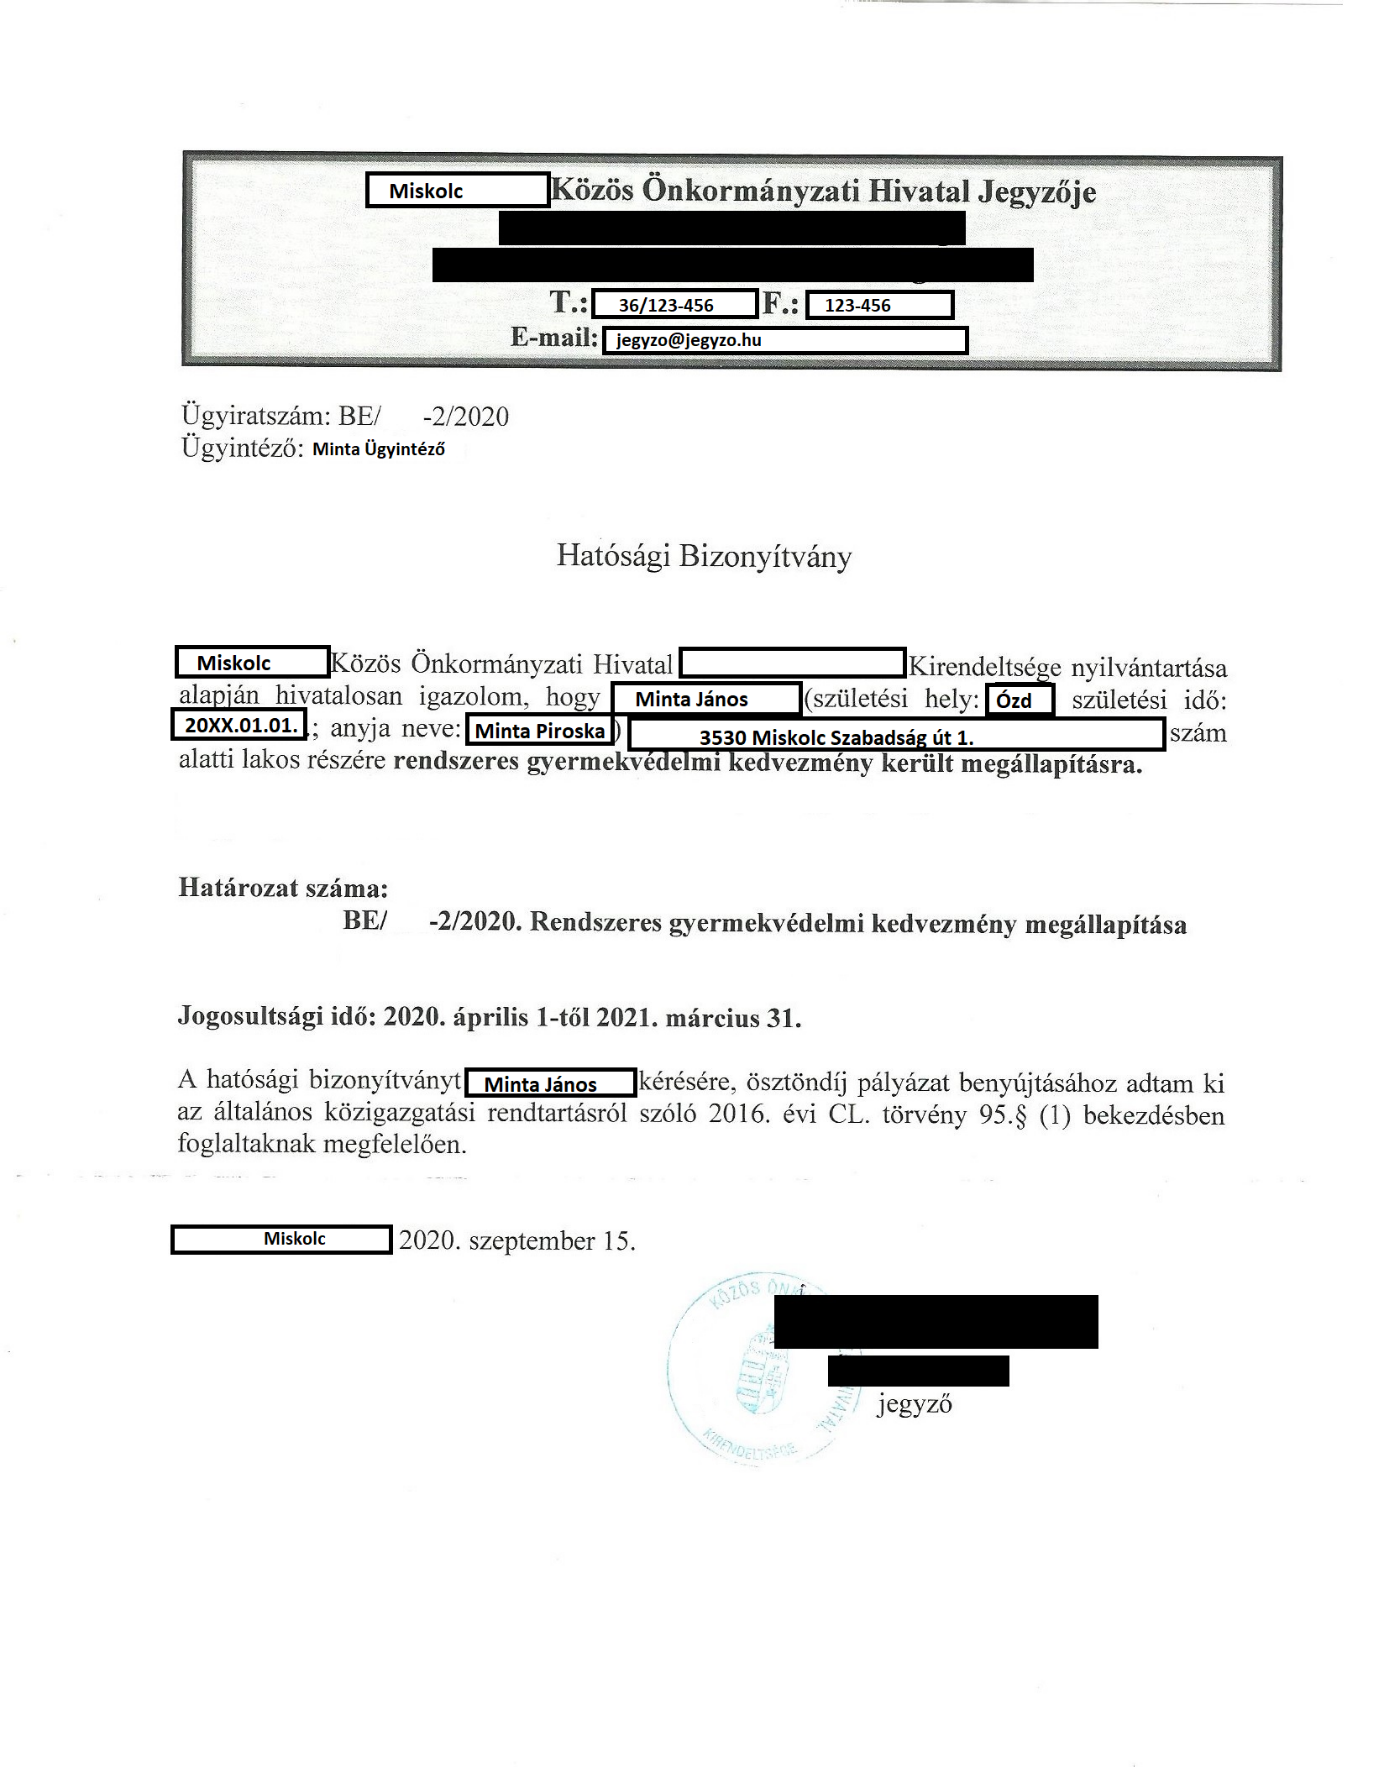 Miskolc Közös Önkormányzati Hivatal Jegyzője
T.: 36/123-456 F.: 123-456
E-mail: jegyzo@jegyzo.hu
Ügyiratszám: BE/ -2/2020
Ügyintéző: Minta Ügyintéző
Hatósági Bizonyítvány
Miskolc Közös Önkormányzati Hivatal Kirendeltsége nyilvántartása
alapján hivatalosan igazolom, hogy Minta János (születési hely: Ózd születési idő:
20XX.01.01. .; anyja neve: Minta Piroska ) 3530 Miskolc Szabadság út 1. szám
alatti lakos részére rendszeres gyermekvédelmi kedvezmény került megállapításra.
Határozat száma:
BE/ -2/2020. Rendszeres gyermekvédelmi kedvezmény megállapítása
Jogosultsági idő: 2020. április 1-től 2021. március 31.
A hatósági bizonyítványt Minta János kérésére, ösztöndíj pályázat benyújtásához adtam ki
az általános közigazgatási rendtartásról szóló 2016. évi CL. törvény 95.§ (1) bekezdésben
foglaltaknak megfelelően.
Miskolc 2020. szeptember 15.
KÖZÖS
KIRENDELTSÉGE
jegyző